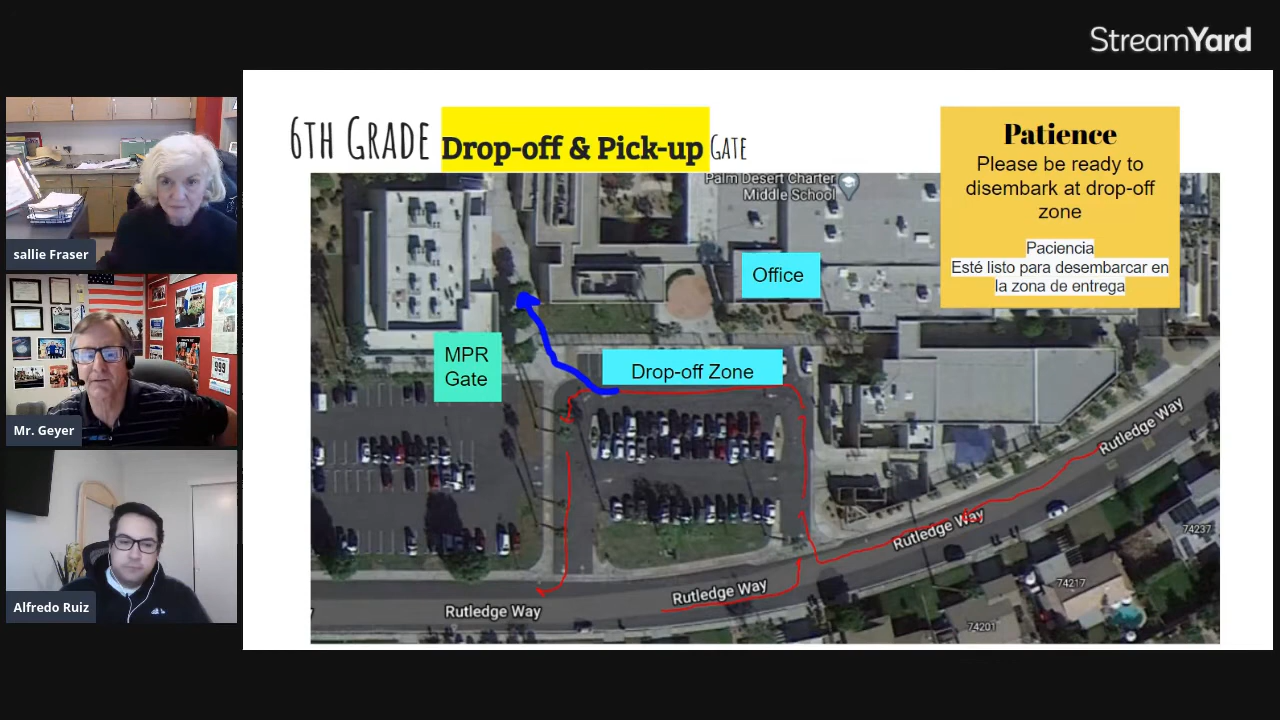 StreamYard
6TH GRADE Drop-off & Pick-up GATE
Patience
Please be ready to
disembark at drop-off
zone
Paciencia
Esté listo para desembarcar en
la zona de entrega
Palm Desert Charter
Middle School
Office
MPR
Gate
Drop-off Zone
Rutledge Way
Rutledge Way
Rutledge Way
Rutledge Way
74237
74217
74201
sallie Fraser
999
Mr. Geyer
Alfredo Ruiz